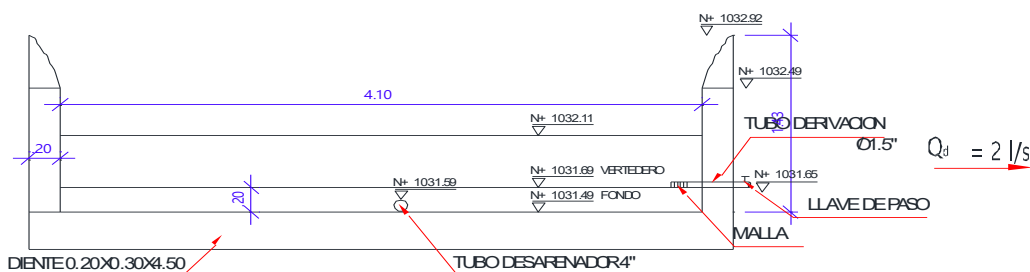 N+ 1032.92
N+ 1032.49
4.10
1.43
N+ 1032.11
TUBO DERIVACION
Ø1.5"
Qd = 2 l/s
.20
N+ 1031.69 VERTEDERO
N+ 1031.65
N+ 1031.59
.20
N+ 1031.49 FONDO
LLAVE DE PASO
MALLA
DIENTE 0.20X0.30X4.50
TUBO DESARENADOR 4"